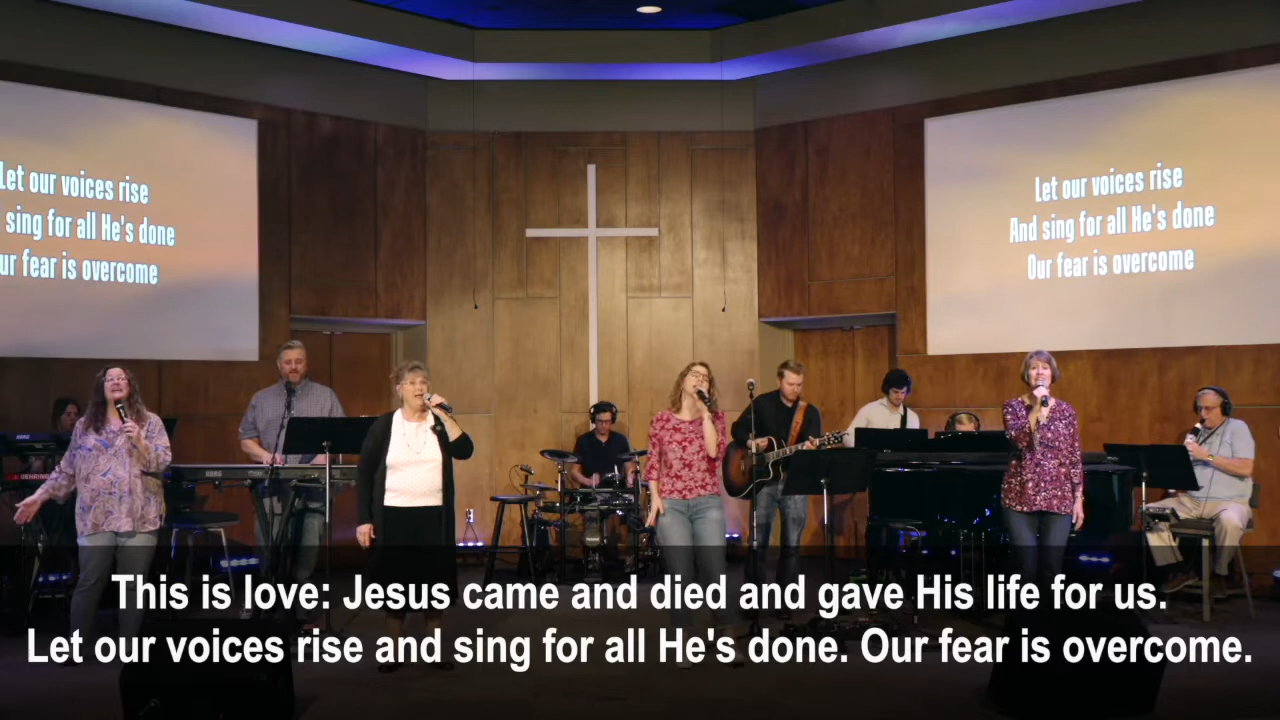 Let our voices rise
sing for all He's done
ur fear is overcome
Let our voices rise
And sing for all He's done
Our fear is overcome
KORG
BEHRINGER
This is love: Jesus came and died and gave His life for us.
Let our voices rise and sing for all He's done. Our fear is overcome.